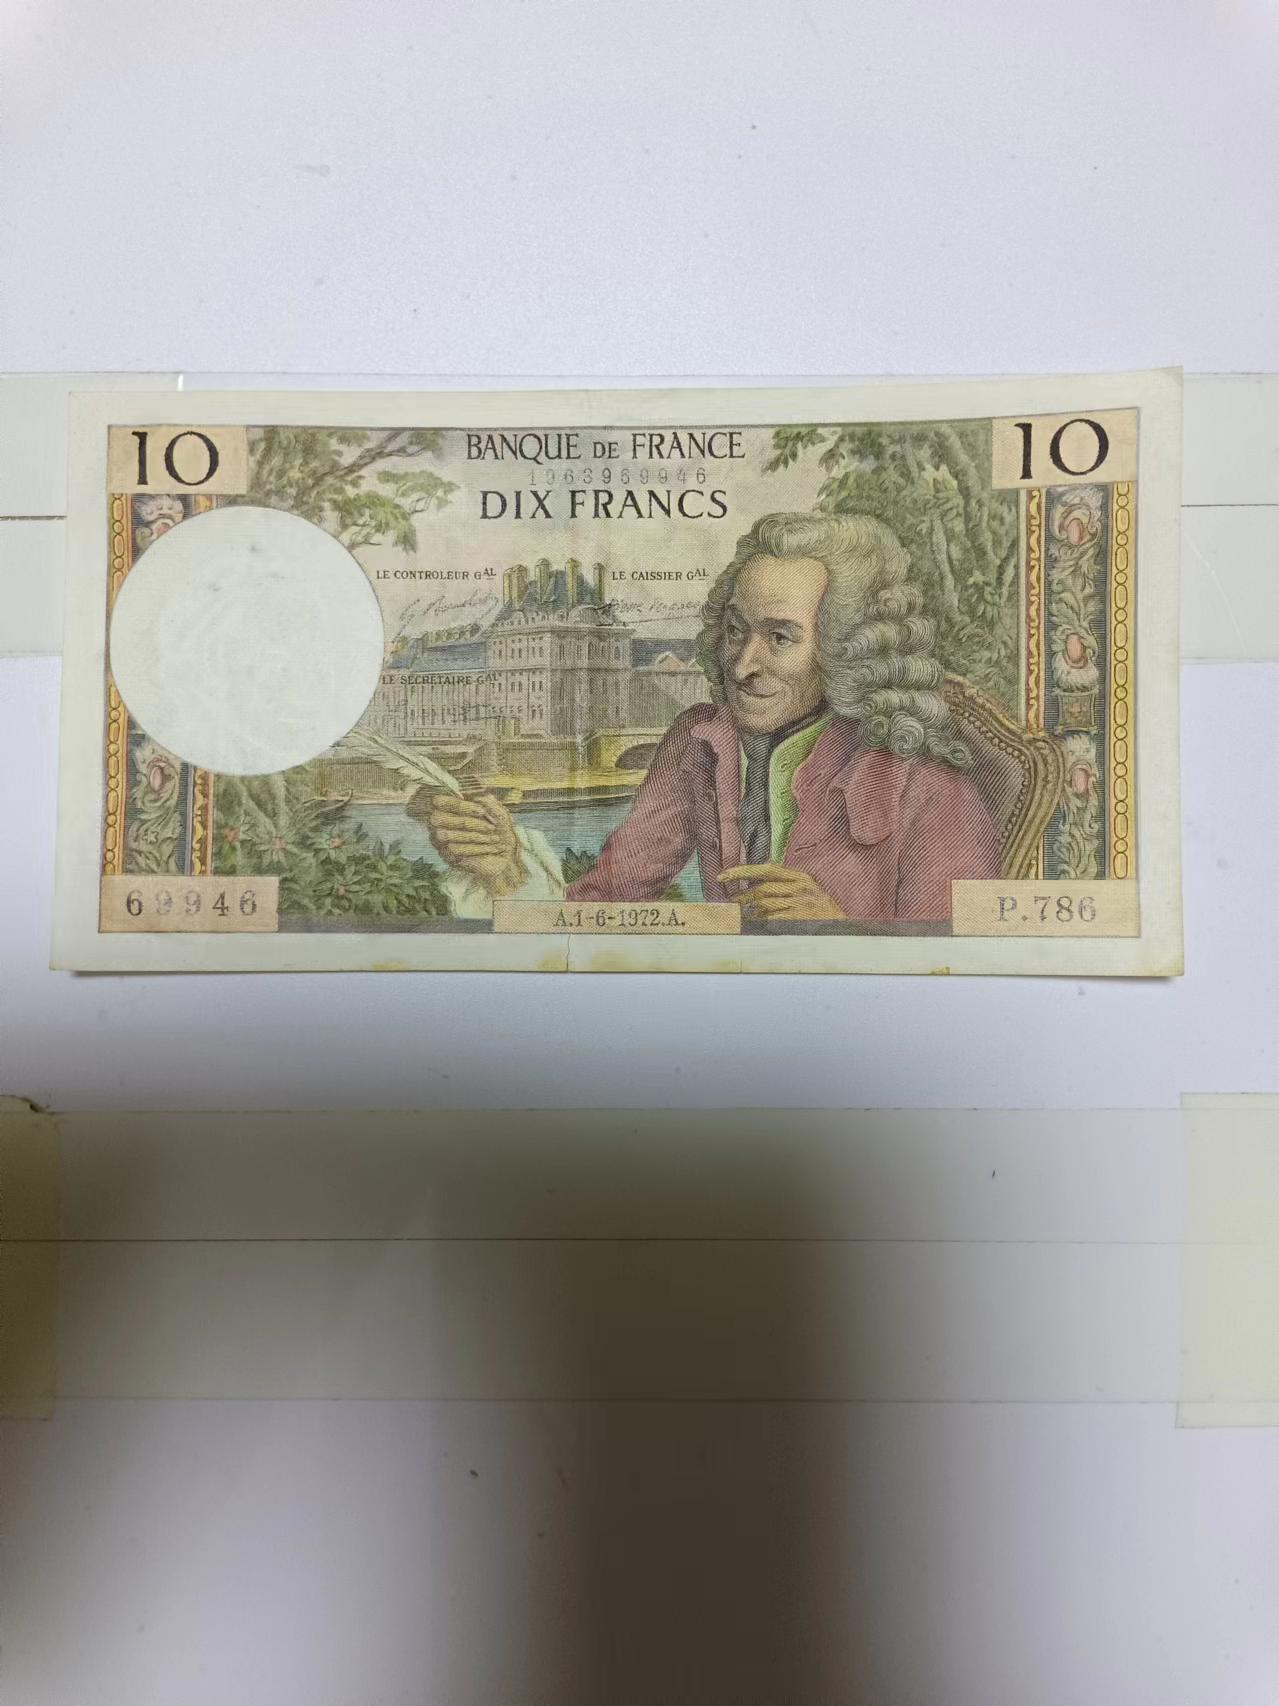 10
BANQUE DE FRANCE
10
1963969946
DIX FRANCS
LE CONTROLEUR GAL
LE CAISSIER GAL
LE SECRÉTAIRE GAL
69946
A.1-6-1972.A.
P.786